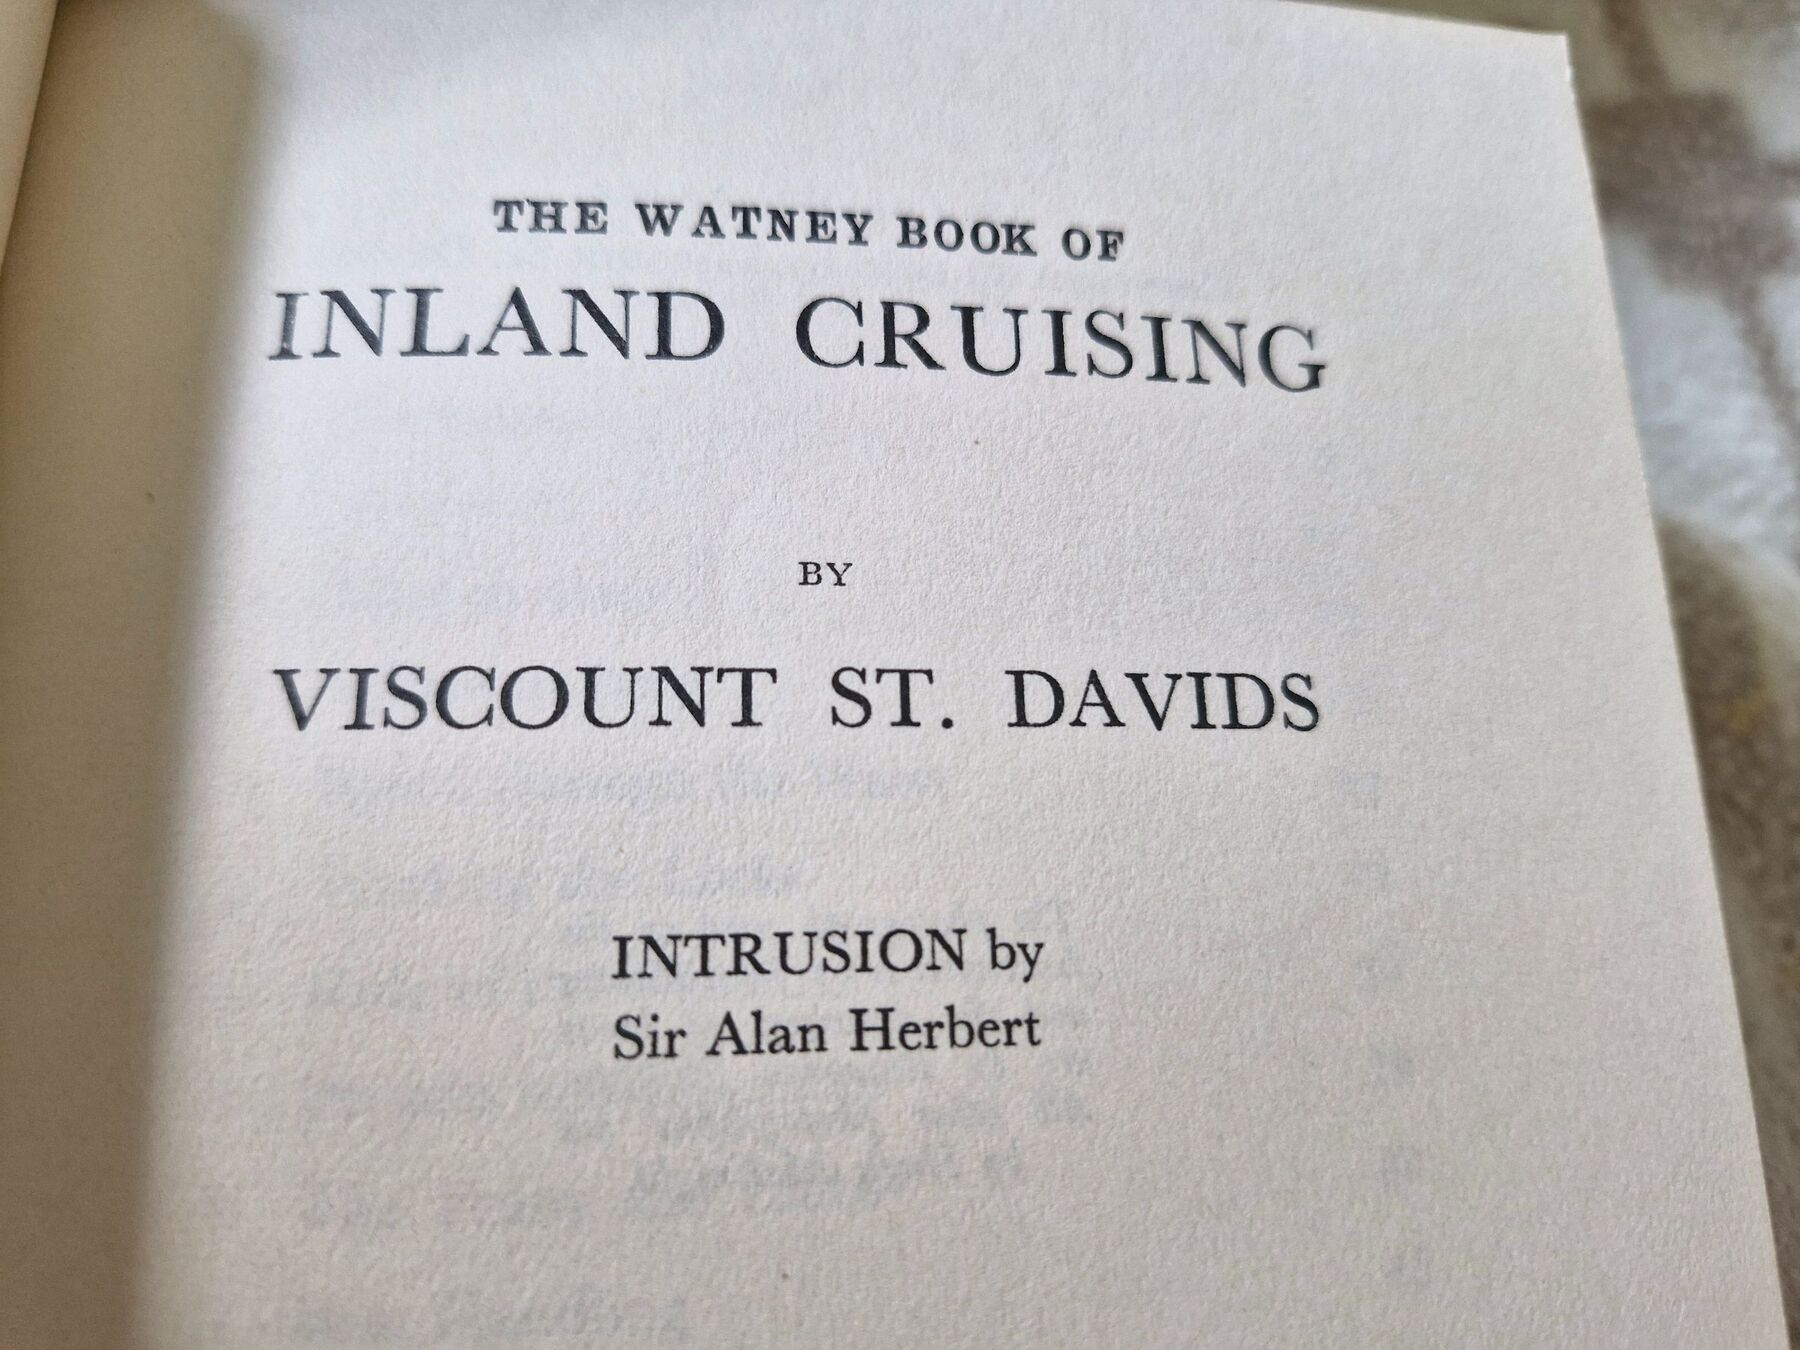 THE WATNEY BOOK OF
INLAND CRUISING
BY
VISCOUNT ST. DAVIDS
INTRUSION by
Sir Alan Herbert